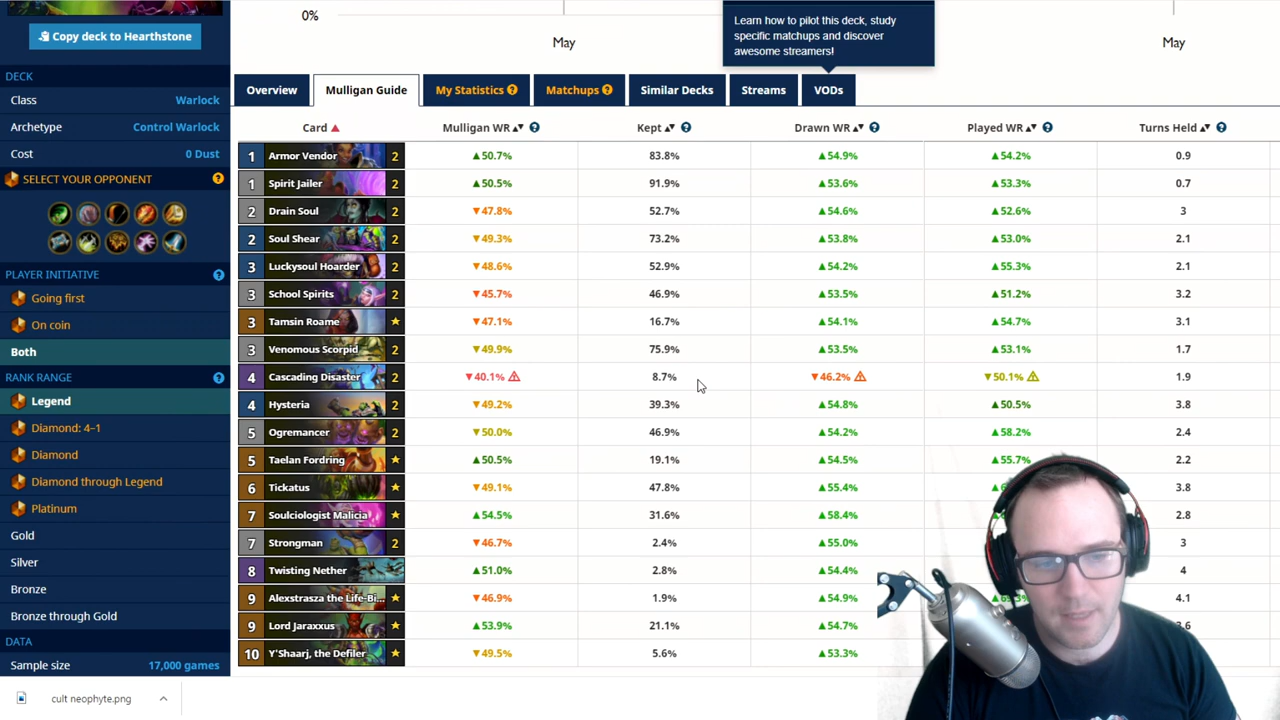 0%
May
May
Learn how to pilot this deck, study
specific matchups and discover
awesome streamers!
Copy deck to Hearthstone
DECK
Class Warlock
Archetype Control Warlock
Cost 0 Dust
SELECT YOUR OPPONENT ?
PLAYER INITIATIVE ?
Going first
On coin
Both
RANK RANGE ?
Legend
Diamond: 4–1
Diamond
Diamond through Legend
Platinum
Gold
Silver
Bronze
Bronze through Gold
DATA
Sample size 17,000 games
Overview Mulligan Guide My Statistics ? Matchups ? Similar Decks Streams VODs
Card ▲ Mulligan WR ▲▼ ? Kept ▲▼ ? Drawn WR ▲▼ ? Played WR ▲▼ ? Turns Held ▲▼ ?
1 Armor Vendor 2 ▲50.7% 83.8% ▲54.9% ▲54.2% 0.9
1 Spirit Jailer 2 ▲50.5% 91.9% ▲53.6% ▲53.3% 0.7
2 Drain Soul 2 ▼47.8% 52.7% ▲54.6% ▲52.6% 3
2 Soul Shear 2 ▼49.3% 73.2% ▲53.8% ▲53.0% 2.1
3 Luckysoul Hoarder 2 ▼48.6% 52.9% ▲54.2% ▲55.3% 2.1
3 School Spirits 2 ▼45.7% 46.9% ▲53.5% ▲51.2% 3.2
3 Tamsin Roame ★ ▼47.1% 16.7% ▲54.1% ▲54.7% 3.1
3 Venomous Scorpid 2 ▼49.9% 75.9% ▲53.5% ▲53.1% 1.7
4 Cascading Disaster 2 ▼40.1% 8.7% ▼46.2% ▼50.1% 1.9
4 Hysteria 2 ▼49.2% 39.3% ▲54.8% ▲50.5% 3.8
5 Ogremancer 2 ▼50.0% 46.9% ▲54.2% ▲58.2% 2.4
5 Taelan Fordring ★ ▲50.5% 19.1% ▲54.5% ▲55.7% 2.2
6 Tickatus ★ ▼49.1% 47.8% ▲55.4% 3.8
7 Soulciologist Malicia ★ ▲54.5% 31.6% ▲58.4% 2.8
7 Strongman 2 ▼46.7% 2.4% ▲55.0% 3
8 Twisting Nether ▲51.0% 2.8% ▲54.4% 4
9 Alexstrasza the Life-Bi... ★ ▼46.9% 1.9% ▲54.9% 4.1
9 Lord Jaraxxus ★ ▲53.9% 21.1% ▲54.7%
10 Y'Shaarj, the Defiler ★ ▼49.5% 5.6% ▲53.3%
cult neophyte.png